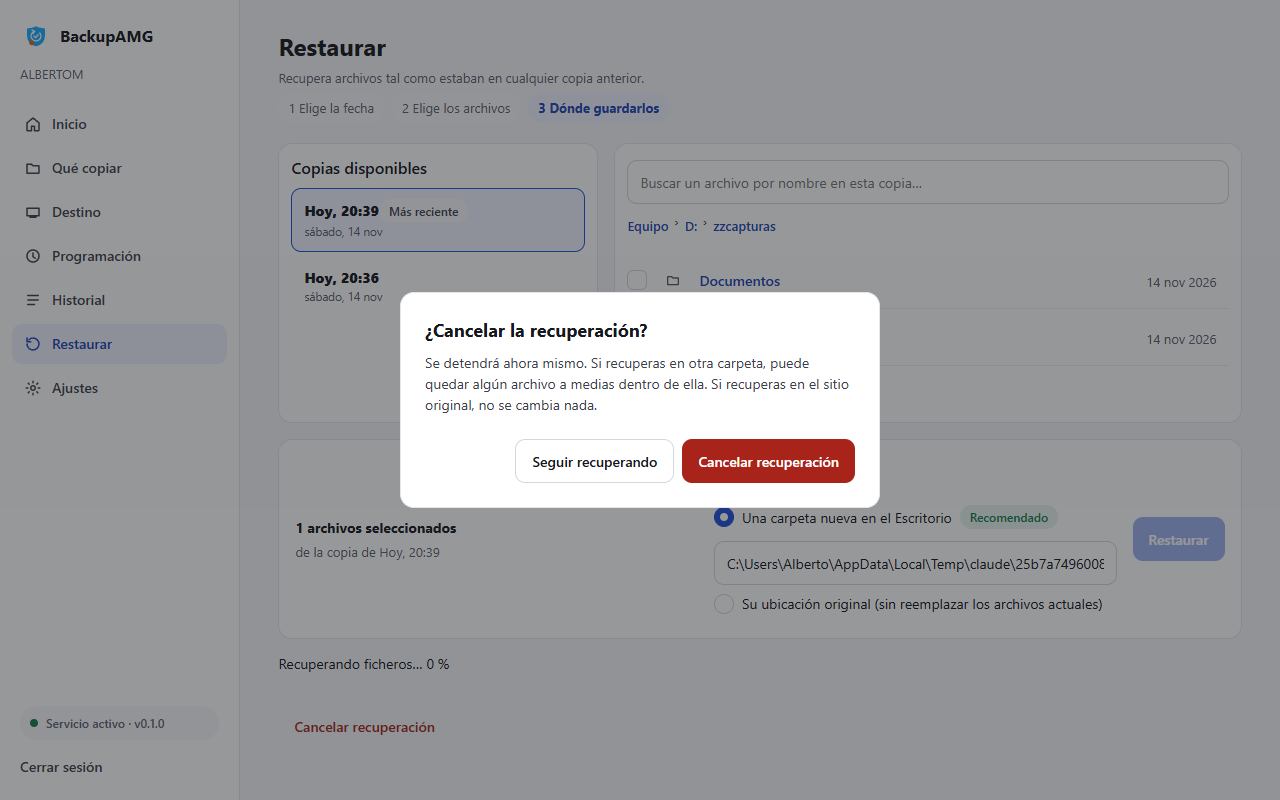 BackupAMG
ALBERTOM
Inicio
Qué copiar
Destino
Programación
Historial
Restaurar
Ajustes
Servicio activo · v0.1.0
Cerrar sesión
Restaurar
Recupera archivos tal como estaban en cualquier copia anterior.
1 Elige la fecha 2 Elige los archivos 3 Dónde guardarlos
Copias disponibles
Hoy, 20:39 Más reciente
sábado, 14 nov
Hoy, 20:36
sábado, 14 nov
Buscar un archivo por nombre en esta copia...
Equipo › D: › zzcapturas
Documentos 14 nov 2026
14 nov 2026
¿Cancelar la recuperación?
Se detendrá ahora mismo. Si recuperas en otra carpeta, puede
quedar algún archivo a medias dentro de ella. Si recuperas en el sitio
original, no se cambia nada.
Seguir recuperando
Cancelar recuperación
1 archivos seleccionados
de la copia de Hoy, 20:39
Una carpeta nueva en el Escritorio Recomendado
C:\Users\Alberto\AppData\Local\Temp\claude\25b7a7496008
Su ubicación original (sin reemplazar los archivos actuales)
Restaurar
Recuperando ficheros... 0 %
Cancelar recuperación